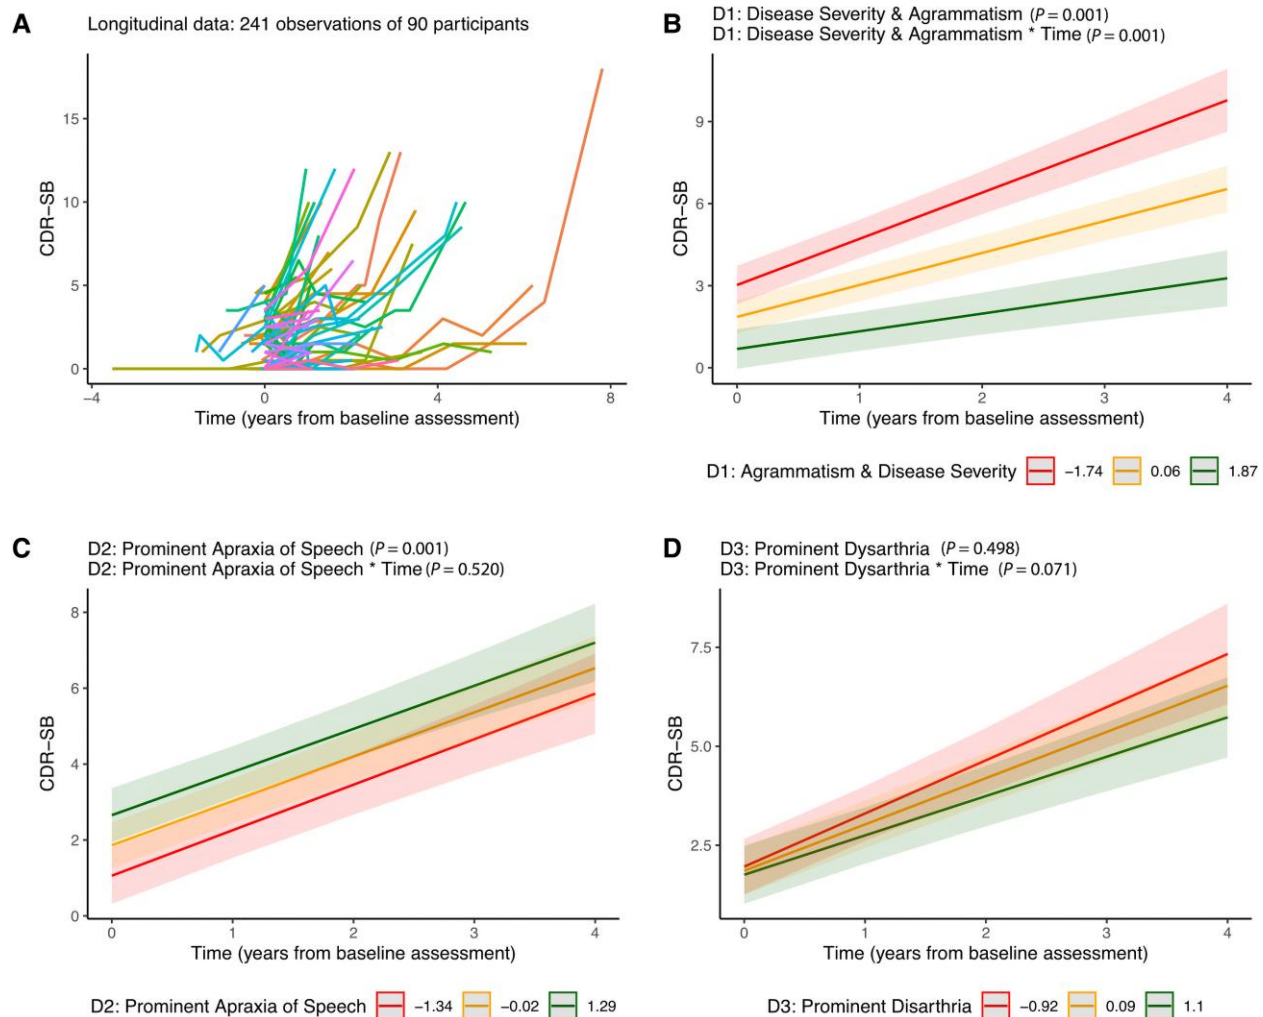 A
Longitudinal data: 241 observations of 90 participants
CDR−SB
15
10
5
0
−4
0
4
8
Time (years from baseline assessment)
B
D1: Disease Severity & Agrammatism (P = 0.001)
D1: Disease Severity & Agrammatism * Time (P = 0.001)
CDR−SB
9
6
3
0
0
1
2
3
4
Time (years from baseline assessment)
D1: Agrammatism & Disease Severity −1.74 0.06 1.87
C
D2: Prominent Apraxia of Speech (P = 0.001)
D2: Prominent Apraxia of Speech * Time (P = 0.520)
CDR−SB
8
6
4
2
0
0
1
2
3
4
Time (years from baseline assessment)
D2: Prominent Apraxia of Speech −1.34 −0.02 1.29
D
D3: Prominent Dysarthria (P = 0.498)
D3: Prominent Dysarthria * Time (P = 0.071)
CDR−SB
7.5
5.0
2.5
0
1
2
3
4
Time (years from baseline assessment)
D3: Prominent Disarthria −0.92 0.09 1.1